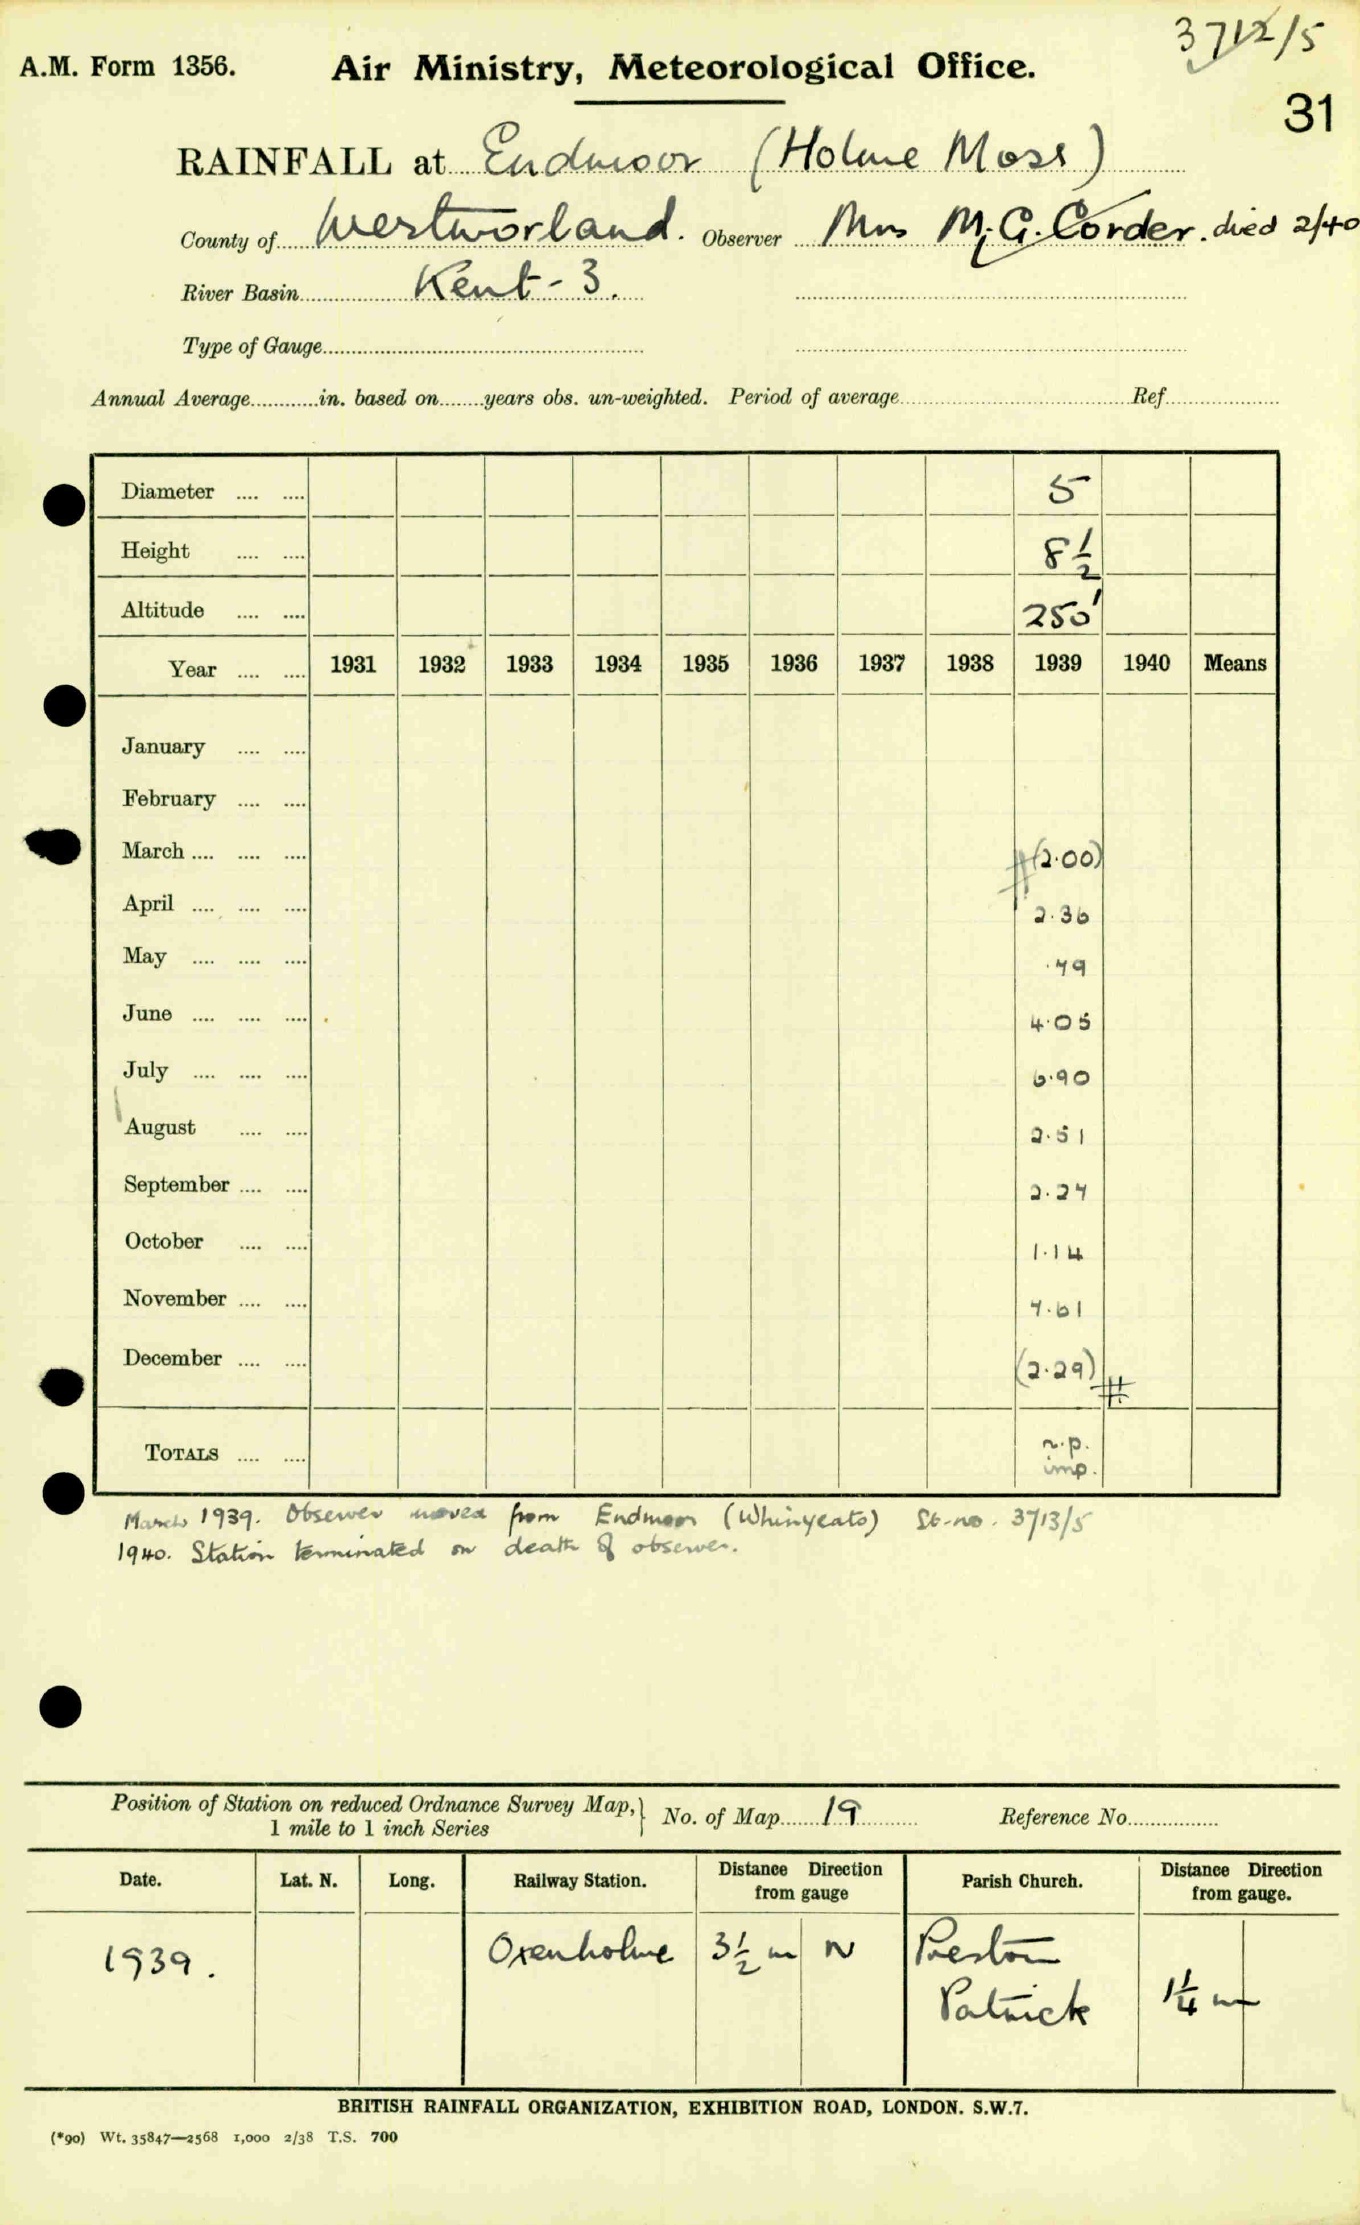 3712/5
A.M. Form 1356. Air Ministry, Meteorological Office.
31
RAINFALL at Endmoor (Holme Moss)
County of Westmorland. Observer Mrs M. G. Corder. died 2/40
River Basin Kent - 3.
Type of Gauge
Annual Average in. based on years obs. un-weighted. Period of average Ref
Diameter 5
Height 8 1/2
Altitude 250'
Year 1931 1932 1933 1934 1935 1936 1937 1938 1939 1940 Means
January
February
March # (2.00)
April 2.36
May .79
June 4.05
July 6.90
August 2.51
September 2.27
October 1.14
November 7.61
December (2.29) #
TOTALS n.p.
imp.
March 1939. Observer moved from Endmoor (Whinyeats) St. no. 3713/5
1940. Station terminated on death of observer.
Position of Station on reduced Ordnance Survey Map, } No. of Map 19 Reference No.
1 mile to 1 inch Series
Date. Lat. N. Long. Railway Station. Distance Direction from gauge Parish Church. Distance Direction from gauge.
1939. Oxenholme 3 1/2 m N Preston
Patrick 1 1/4 m
BRITISH RAINFALL ORGANIZATION, EXHIBITION ROAD, LONDON. S.W.7.
(*90) Wt. 35847—2568 1,000 2/38 T.S. 700